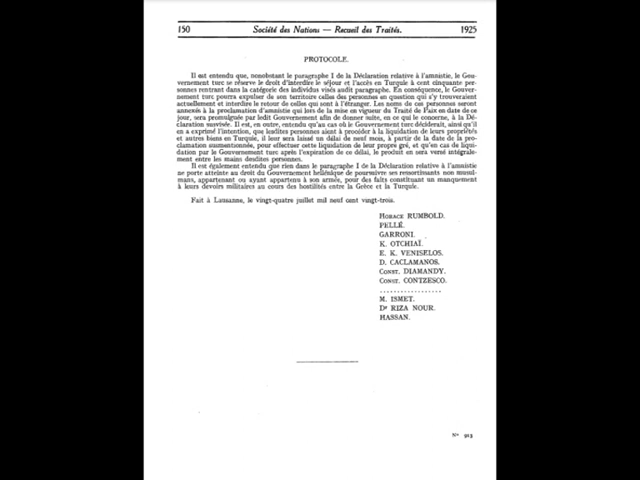 150 Société des Nations — Recueil des Traités. 1925
PROTOCOLE.
Il est entendu que, nonobstant le paragraphe I de la Déclaration relative à l'amnistie, le Gou-
vernement turc se réserve le droit d'interdire le séjour et l'accès en Turquie à cent cinquante per-
sonnes rentrant dans la catégorie des individus visés audit paragraphe. En conséquence, le Gouver-
nement turc pourra expulser de son territoire celles des personnes en question qui s'y trouveraient
actuellement et interdire le retour de celles qui sont à l'étranger. Les noms de ces personnes seront
annexés à la proclamation d'amnistie qui lors de la mise en vigueur du Traité de Paix en date de ce
jour, sera promulguée par ledit Gouvernement afin de donner suite, en ce qui le concerne, à la Dé-
claration susvisée. Il est, en outre, entendu qu'au cas où le Gouvernement turc déciderait, ainsi qu'il
en a exprimé l'intention, que lesdites personnes aient à procéder à la liquidation de leurs propriétés
et autres biens en Turquie, il leur sera laissé un délai de neuf mois, à partir de la date de la pro-
clamation susmentionnée, pour effectuer cette liquidation de leur propre gré, et qu'en cas de liqui-
dation par le Gouvernement turc après l'expiration de ce délai, le produit en sera versé intégrale-
ment entre les mains desdites personnes.
Il est également entendu que rien dans le paragraphe I de la Déclaration relative à l'amnistie
ne porte atteinte au droit du Gouvernement hellénique de poursuivre ses ressortissants non musul-
mans, appartenant ou ayant appartenu à son armée, pour des faits constituant un manquement
à leurs devoirs militaires au cours des hostilités entre la Grèce et la Turquie.
Fait à Lausanne, le vingt-quatre juillet mil neuf cent vingt-trois.
Horace RUMBOLD.
PELLÉ.
GARRONI.
K. OTCHIAÏ.
E. K. VENISELOS.
D. CACLAMANOS.
Const. DIAMANDY.
Const. CONTZESCO.
..................
M. ISMET.
Dr RIZA NOUR.
HASSAN.
N° 913